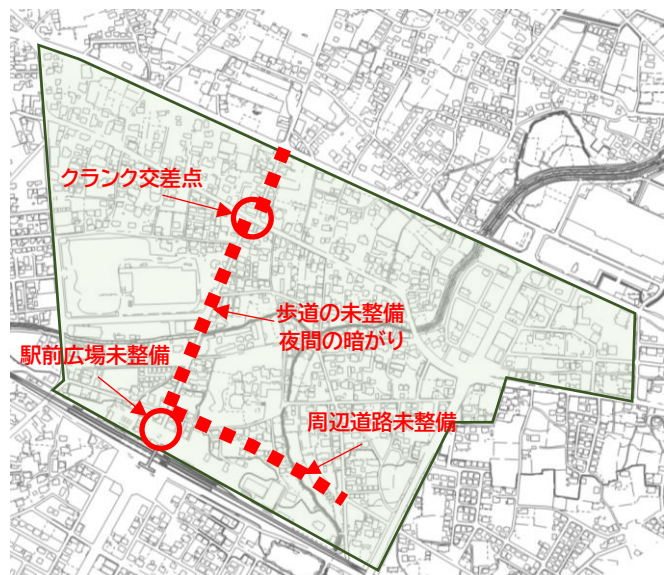 クランク交差点
歩道の未整備
夜間の暗がり
駅前広場未整備
周辺道路未整備